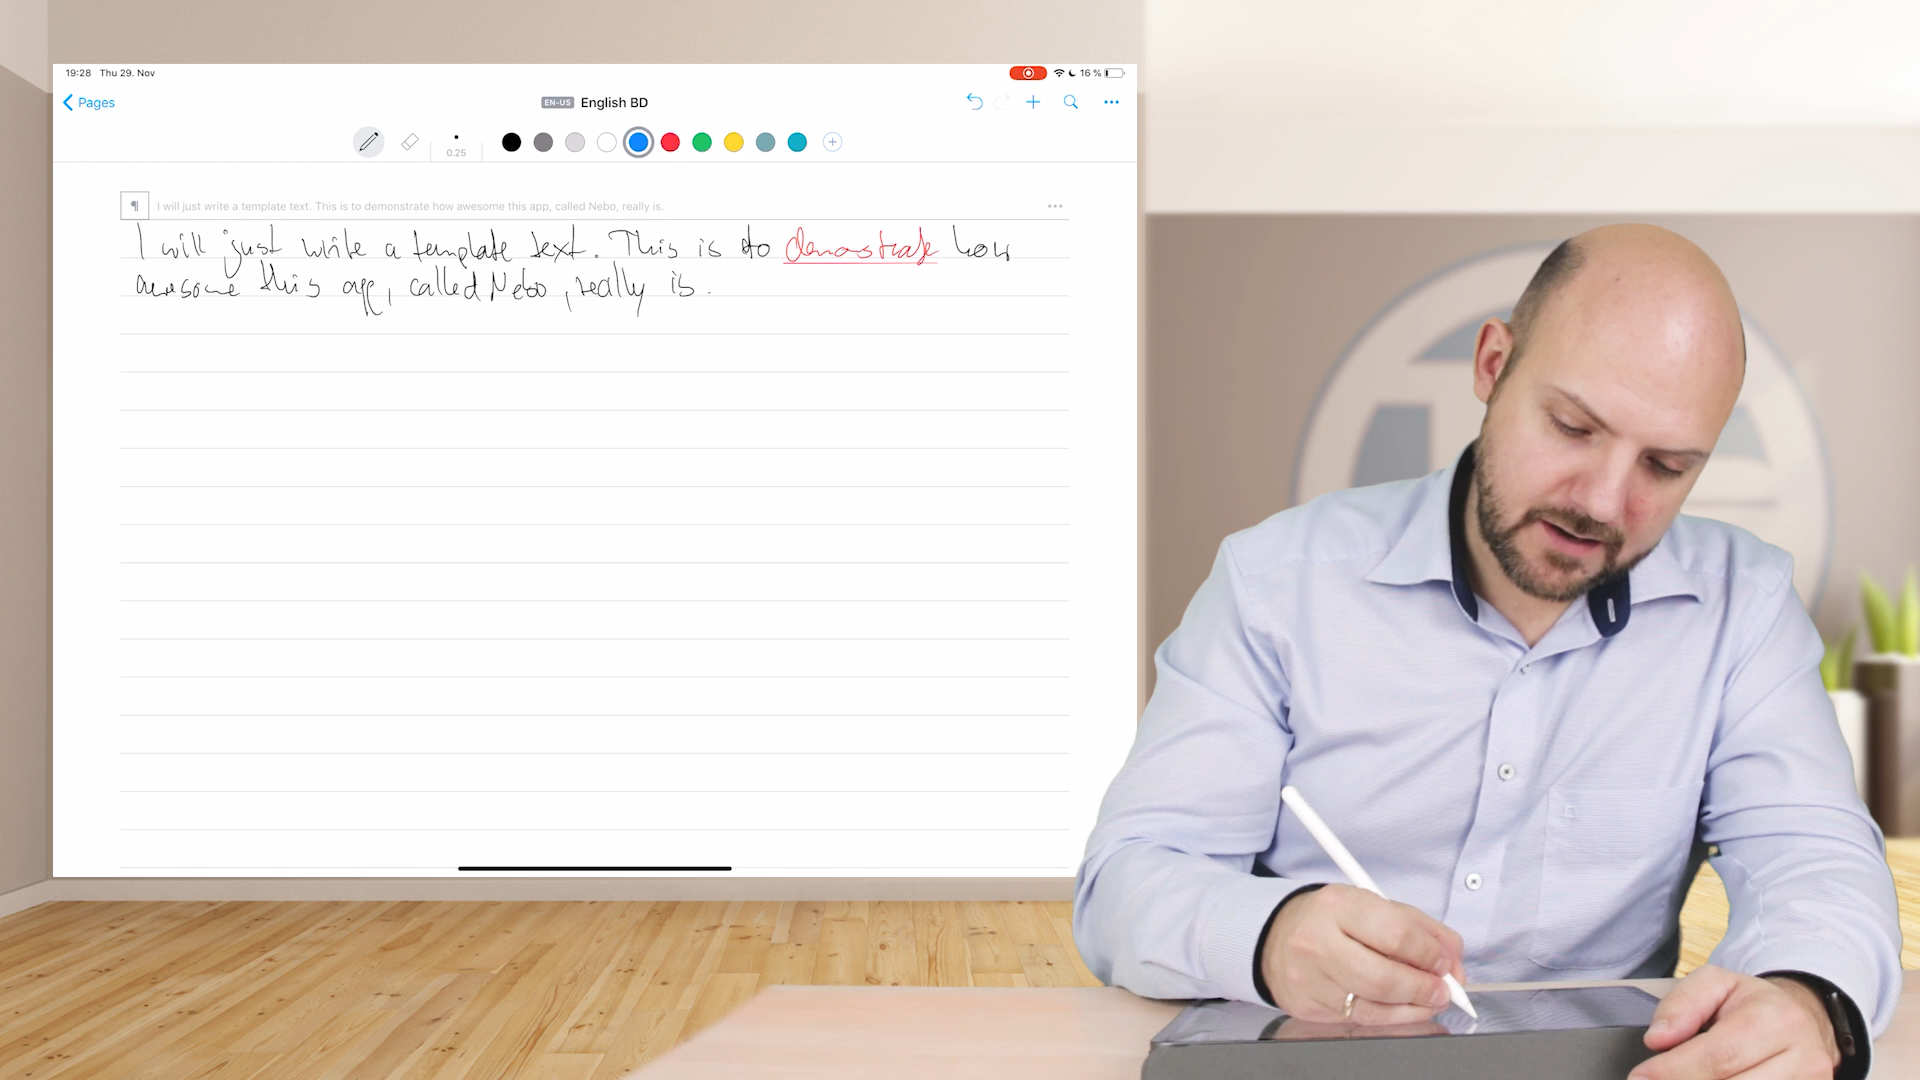 19:28 Thu 29. Nov
16 %
Pages
EN-US English BD
0.25
I will just write a template text. This is to demonstrate how awesome this app, called Nebo, really is.
I will just write a template text. This is to demostrate how
awesome this app, called Nebo, really is.